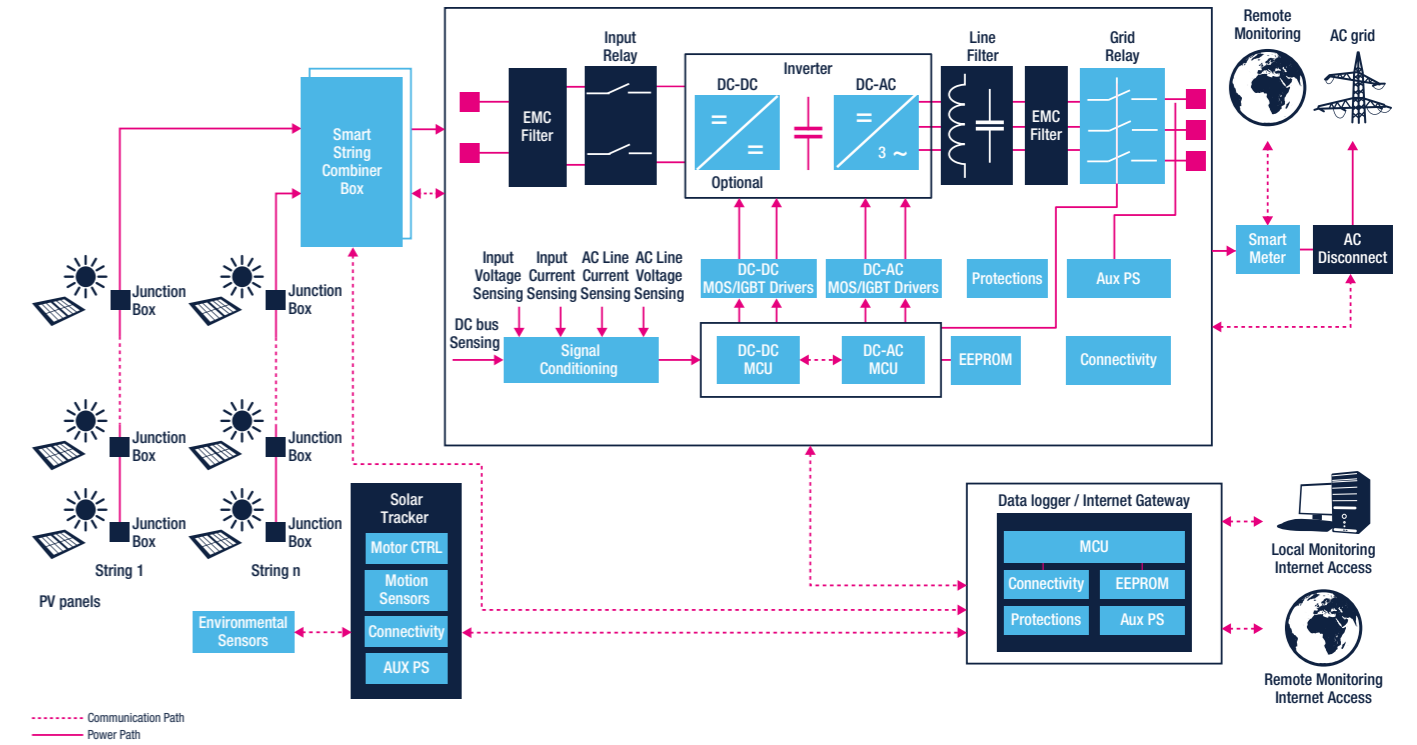 Remote
Monitoring
AC grid
Input
Relay
Line
Filter
Grid
Relay
Inverter
DC-DC
DC-AC
EMC
Filter
=
=
=
3 ~
EMC
Filter
Optional
Smart
String
Combiner
Box
Smart
Meter
AC
Disconnect
Input
Voltage
Sensing
Input
Current
Sensing
AC Line
Current
Sensing
AC Line
Voltage
Sensing
DC-DC
MOS/IGBT Drivers
DC-AC
MOS/IGBT Drivers
Protections
Aux PS
DC bus
Sensing
Signal
Conditioning
DC-DC
MCU
DC-AC
MCU
EEPROM
Connectivity
Junction
Box
Junction
Box
Junction
Box
Junction
Box
Junction
Box
Junction
Box
String 1
String n
PV panels
Solar
Tracker
Motor CTRL
Motion
Sensors
Connectivity
AUX PS
Environmental
Sensors
Data logger / Internet Gateway
MCU
Connectivity
EEPROM
Protections
Aux PS
Local Monitoring
Internet Access
Remote Monitoring
Internet Access
Communication Path
Power Path